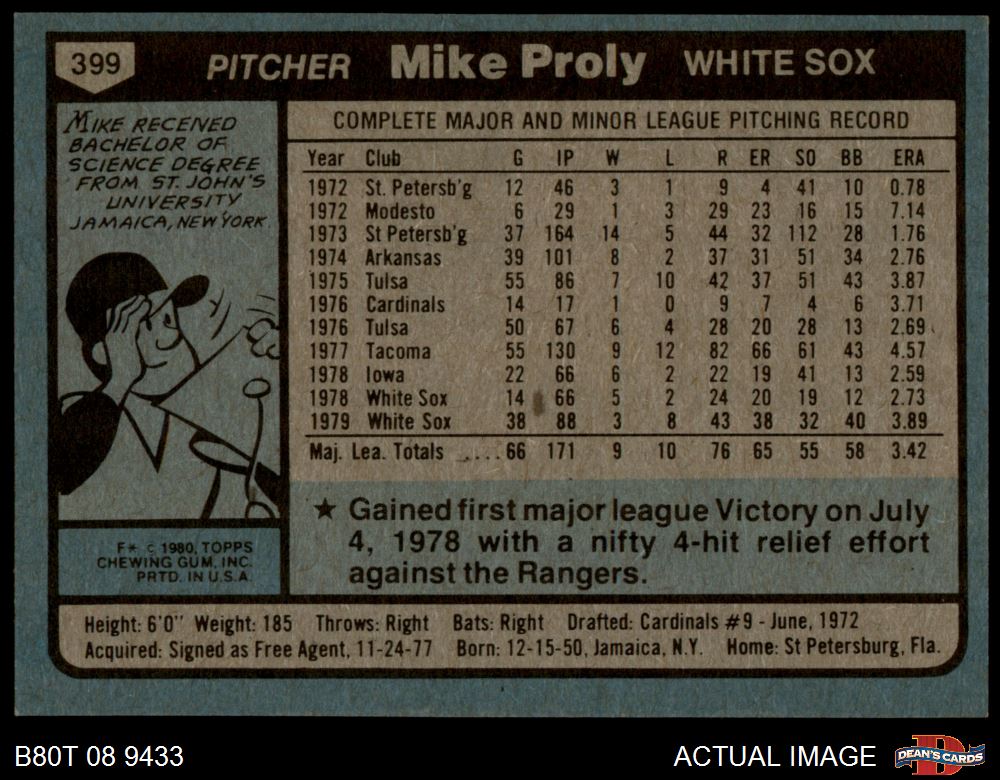 399 PITCHER Mike Proly WHITE SOX
MIKE RECEIVED
BACHELOR OF
SCIENCE DEGREE
FROM ST. JOHN'S
UNIVERSITY
JAMAICA, NEW YORK.
F* © 1980, TOPPS
CHEWING GUM, INC.
PRTD. IN U.S.A.
COMPLETE MAJOR AND MINOR LEAGUE PITCHING RECORD
Year Club G IP W L R ER SO BB ERA
1972 St. Petersb'g 12 46 3 1 9 4 41 10 0.78
1972 Modesto 6 29 1 3 29 23 16 15 7.14
1973 St Petersb'g 37 164 14 5 44 32 112 28 1.76
1974 Arkansas 39 101 8 2 37 31 51 34 2.76
1975 Tulsa 55 86 7 10 42 37 51 43 3.87
1976 Cardinals 14 17 1 0 9 7 4 6 3.71
1976 Tulsa 50 67 6 4 28 20 28 13 2.69
1977 Tacoma 55 130 9 12 82 66 61 43 4.57
1978 Iowa 22 66 6 2 22 19 41 13 2.59
1978 White Sox 14 66 5 2 24 20 19 12 2.73
1979 White Sox 38 88 3 8 43 38 32 40 3.89
Maj. Lea. Totals .....66 171 9 10 76 65 55 58 3.42
★ Gained first major league Victory on July
4, 1978 with a nifty 4-hit relief effort
against the Rangers.
Height: 6'0" Weight: 185 Throws: Right Bats: Right Drafted: Cardinals #9 - June, 1972
Acquired: Signed as Free Agent, 11-24-77 Born: 12-15-50, Jamaica, N.Y. Home: St Petersburg, Fla.
B80T 08 9433 ACTUAL IMAGE DEAN'S CARDS